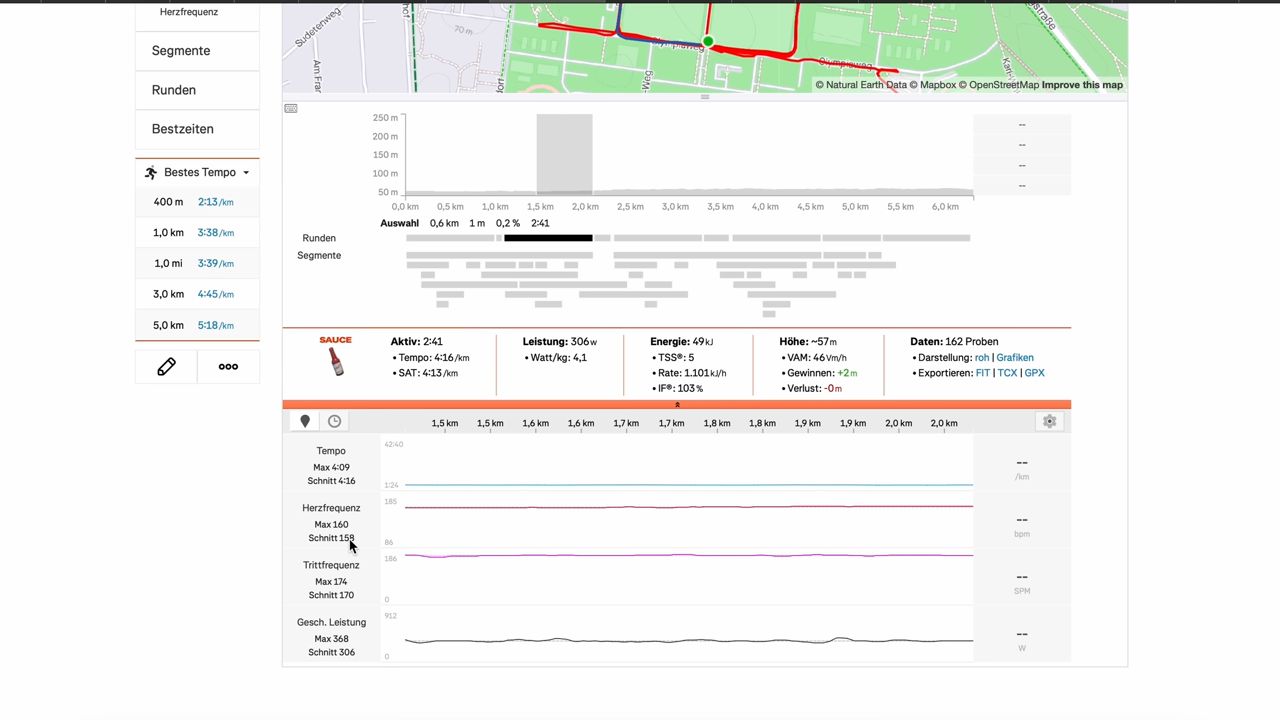 Herzfrequenz
Segmente
Runden
Bestzeiten
Bestes Tempo
400 m 2:13/km
1,0 km 3:38/km
1,0 mi 3:39/km
3,0 km 4:45/km
5,0 km 5:18/km
Sudetenweg
Am Fra
70 m
Olympiaweg
Olympiaweg
Weg
straße
© Natural Earth Data © Mapbox © OpenStreetMap Improve this map
250 m
200 m
150 m
100 m
50 m
--
--
--
--
0,0 km 0,5 km 1,0 km 1,5 km 2,0 km 2,5 km 3,0 km 3,5 km 4,0 km 4,5 km 5,0 km 5,5 km 6,0 km
Auswahl 0,6 km 1 m 0,2 % 2:41
Runden
Segmente
SAUCE
Aktiv: 2:41
• Tempo: 4:16/km
• SAT: 4:13/km
Leistung: 306w
• Watt/kg: 4,1
Energie: 49kJ
• TSS®: 5
• Rate: 1.101kJ/h
• IF®: 103%
Höhe: ~57m
• VAM: 46Vm/h
• Gewinnen: +2m
• Verlust: -0m
Daten: 162 Proben
• Darstellung: roh | Grafiken
• Exportieren: FIT | TCX | GPX
1,5 km 1,5 km 1,6 km 1,6 km 1,7 km 1,7 km 1,8 km 1,8 km 1,9 km 1,9 km 2,0 km 2,0 km
Tempo
Max 4:09
Schnitt 4:16
42:40
1:24
--
/km
Herzfrequenz
Max 160
Schnitt 158
185
86
--
bpm
Trittfrequenz
Max 174
Schnitt 170
186
0
--
SPM
Gesch. Leistung
Max 368
Schnitt 306
912
0
--
W